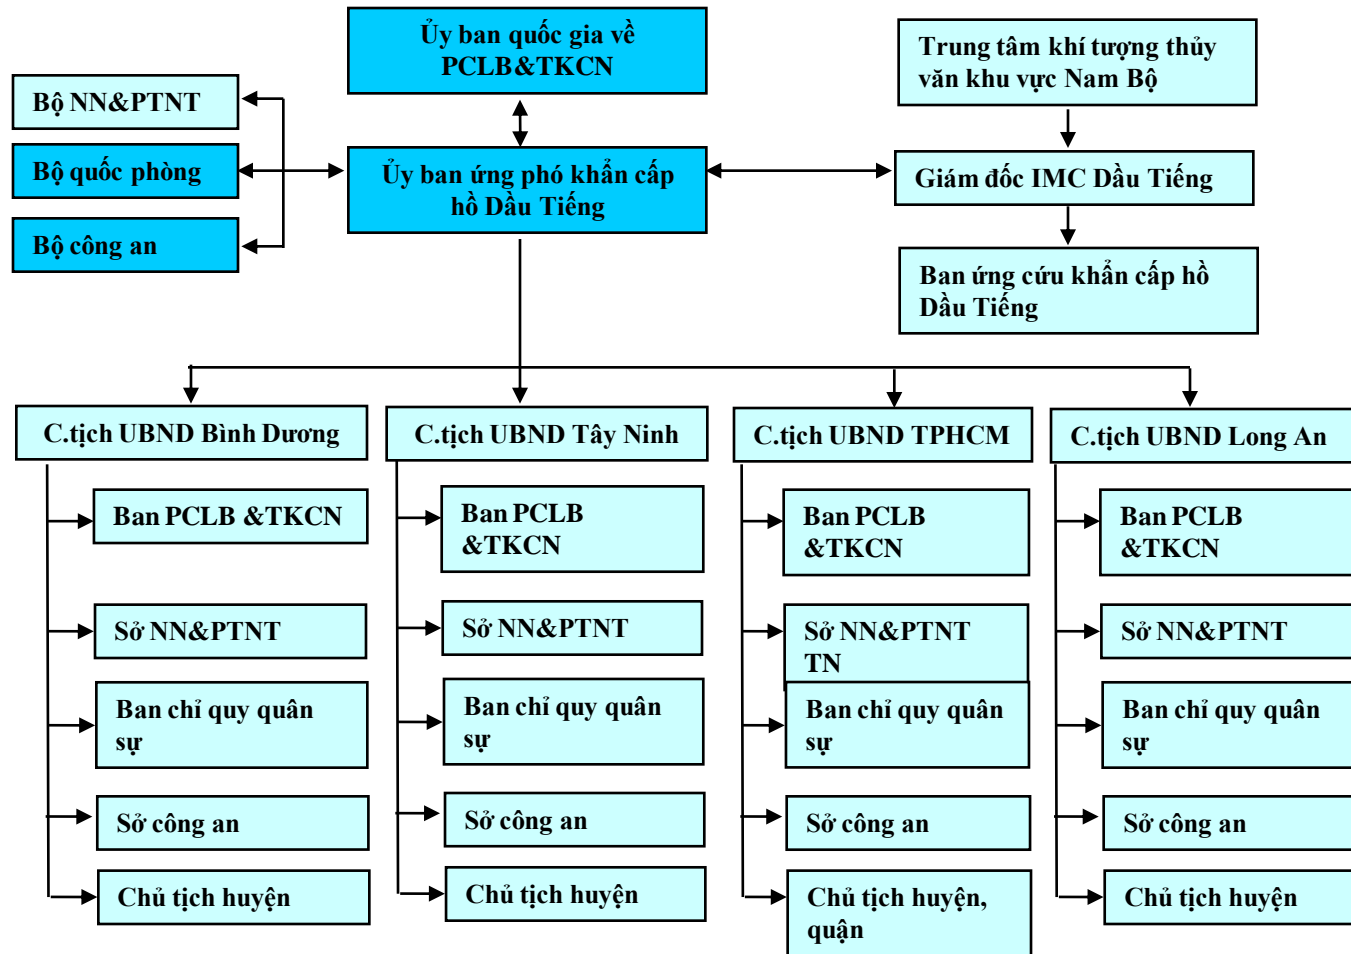 Ủy ban quốc gia về
PCLB&TKCN
Trung tâm khí tượng thủy
văn khu vực Nam Bộ
Bộ NN&PTNT
Bộ quốc phòng
Bộ công an
Ủy ban ứng phó khẩn cấp
hồ Dầu Tiếng
Giám đốc IMC Dầu Tiếng
Ban ứng cứu khẩn cấp hồ
Dầu Tiếng
C.tịch UBND Bình Dương
Ban PCLB &TKCN
Sở NN&PTNT
Ban chỉ quy quân
sự
Sở công an
Chủ tịch huyện
C.tịch UBND Tây Ninh
Ban PCLB
&TKCN
Sở NN&PTNT
Ban chỉ quy quân
sự
Sở công an
Chủ tịch huyện
C.tịch UBND TPHCM
Ban PCLB
&TKCN
Sở NN&PTNT
TN
Ban chỉ quy quân
sự
Sở công an
Chủ tịch huyện,
quận
C.tịch UBND Long An
Ban PCLB
&TKCN
Sở NN&PTNT
Ban chỉ quy quân
sự
Sở công an
Chủ tịch huyện